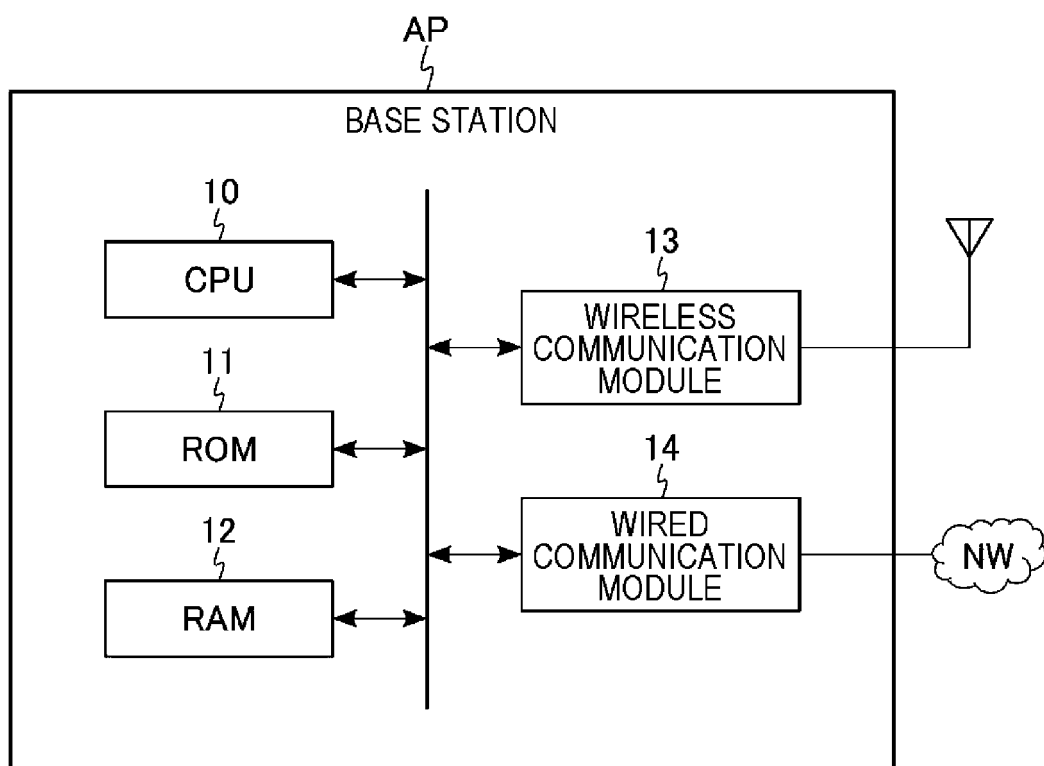 AP
BASE STATION
10
CPU
11
ROM
12
RAM
13
WIRELESS
COMMUNICATION
MODULE
14
WIRED
COMMUNICATION
MODULE
NW